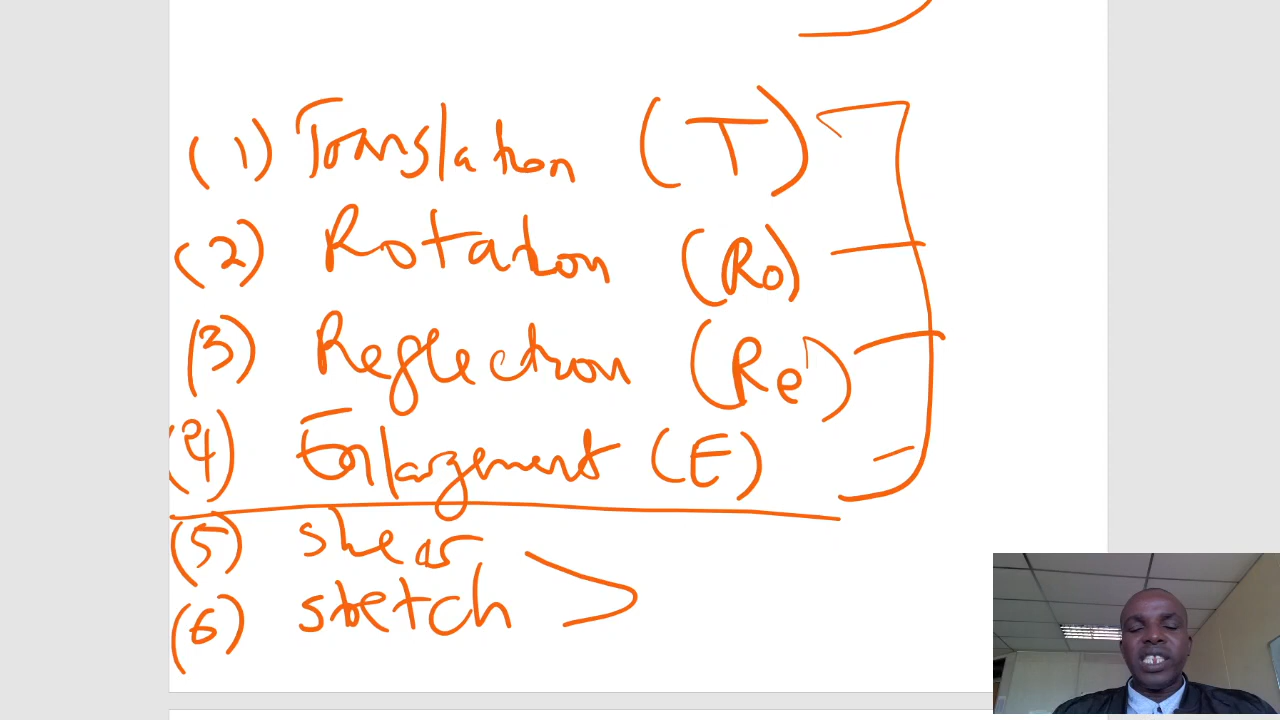 (1) Translation (T)
(2) Rotation (Ro)
(3) Reflection (Re)
(4) Enlargement (E)
(5) shear
(6) stretch